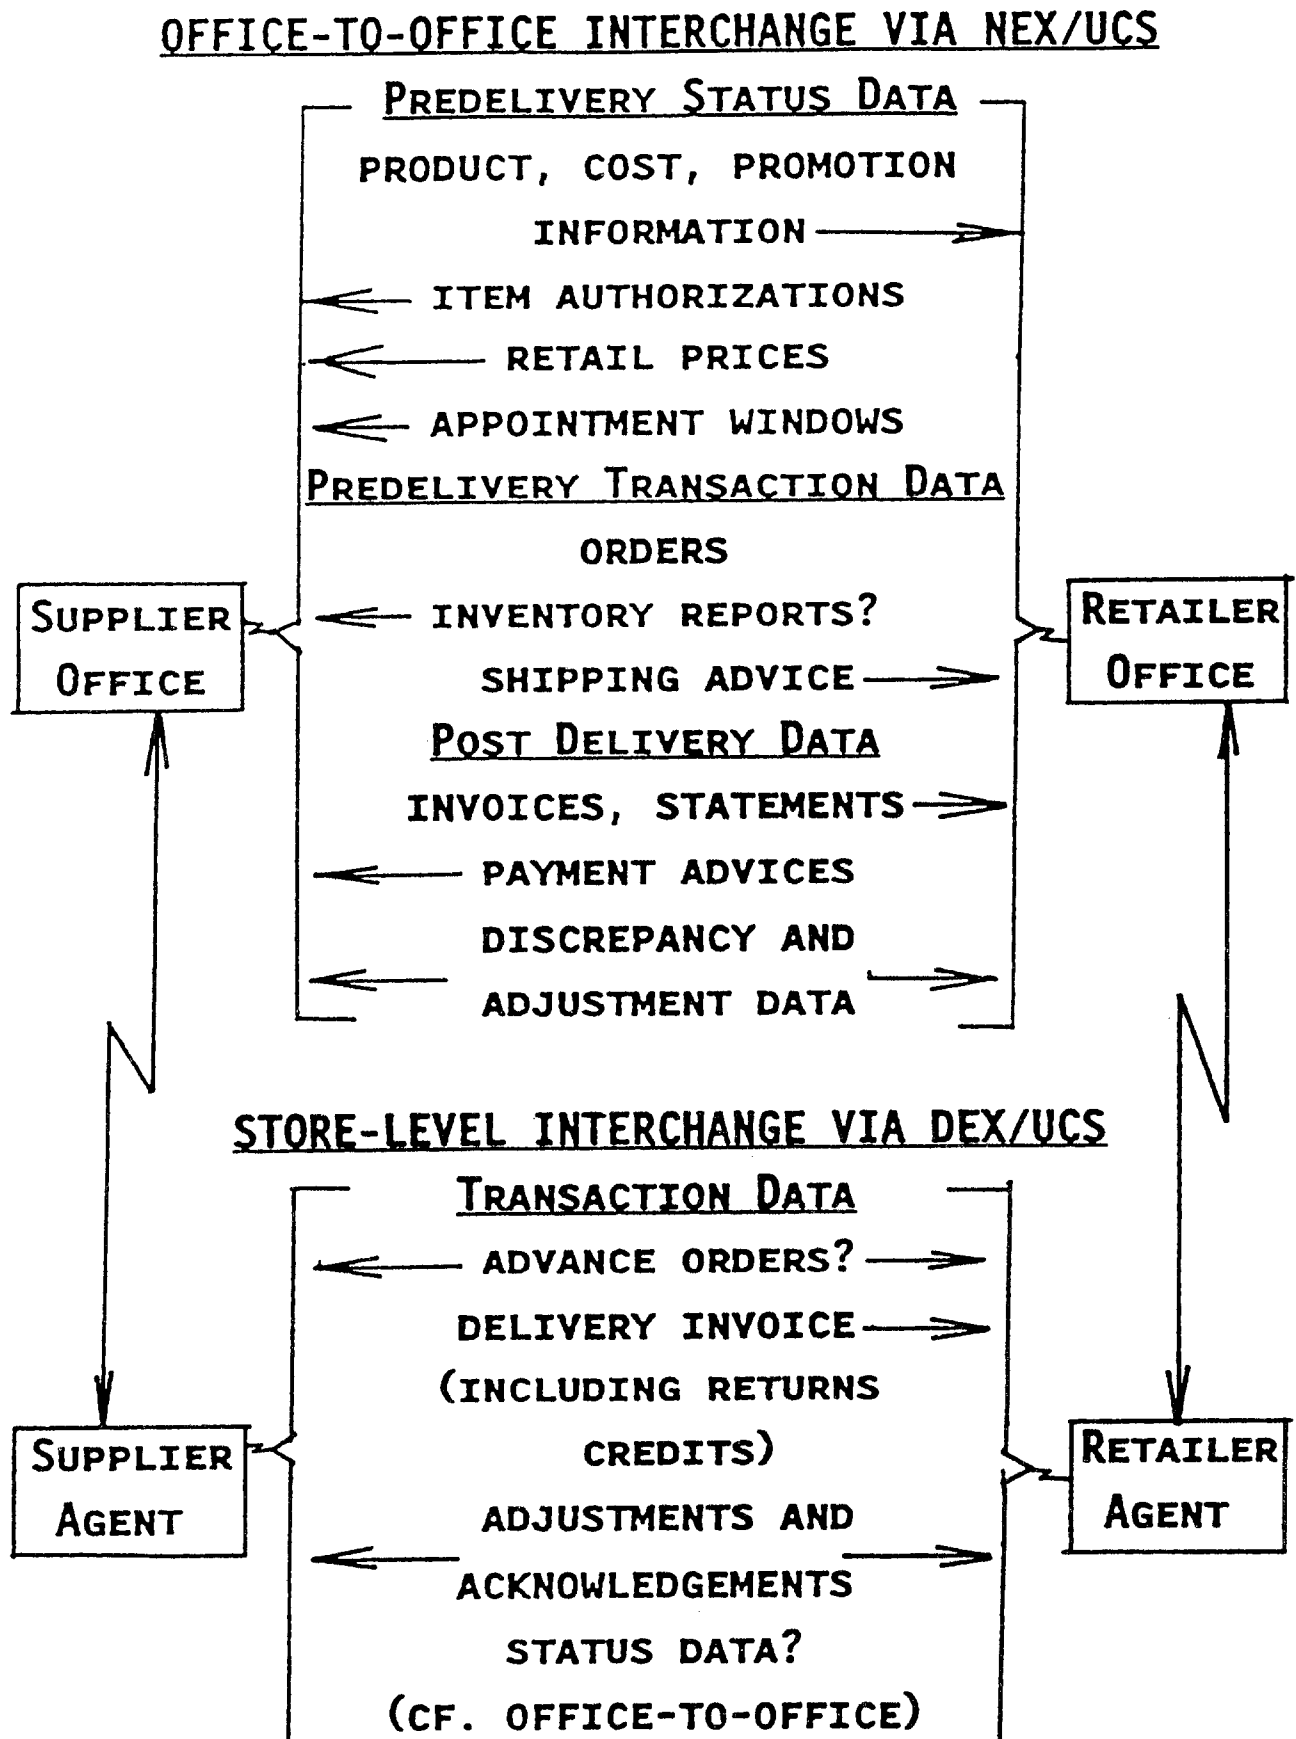 OFFICE-TO-OFFICE INTERCHANGE VIA NEX/UCS
PREDELIVERY STATUS DATA
PRODUCT, COST, PROMOTION
INFORMATION
ITEM AUTHORIZATIONS
RETAIL PRICES
APPOINTMENT WINDOWS
PREDELIVERY TRANSACTION DATA
ORDERS
INVENTORY REPORTS?
SHIPPING ADVICE
SUPPLIER
OFFICE
RETAILER
OFFICE
POST DELIVERY DATA
INVOICES, STATEMENTS
PAYMENT ADVICES
DISCREPANCY AND
ADJUSTMENT DATA
STORE-LEVEL INTERCHANGE VIA DEX/UCS
TRANSACTION DATA
ADVANCE ORDERS?
DELIVERY INVOICE
(INCLUDING RETURNS
CREDITS)
SUPPLIER
AGENT
RETAILER
AGENT
ADJUSTMENTS AND
ACKNOWLEDGEMENTS
STATUS DATA?
(CF. OFFICE-TO-OFFICE)